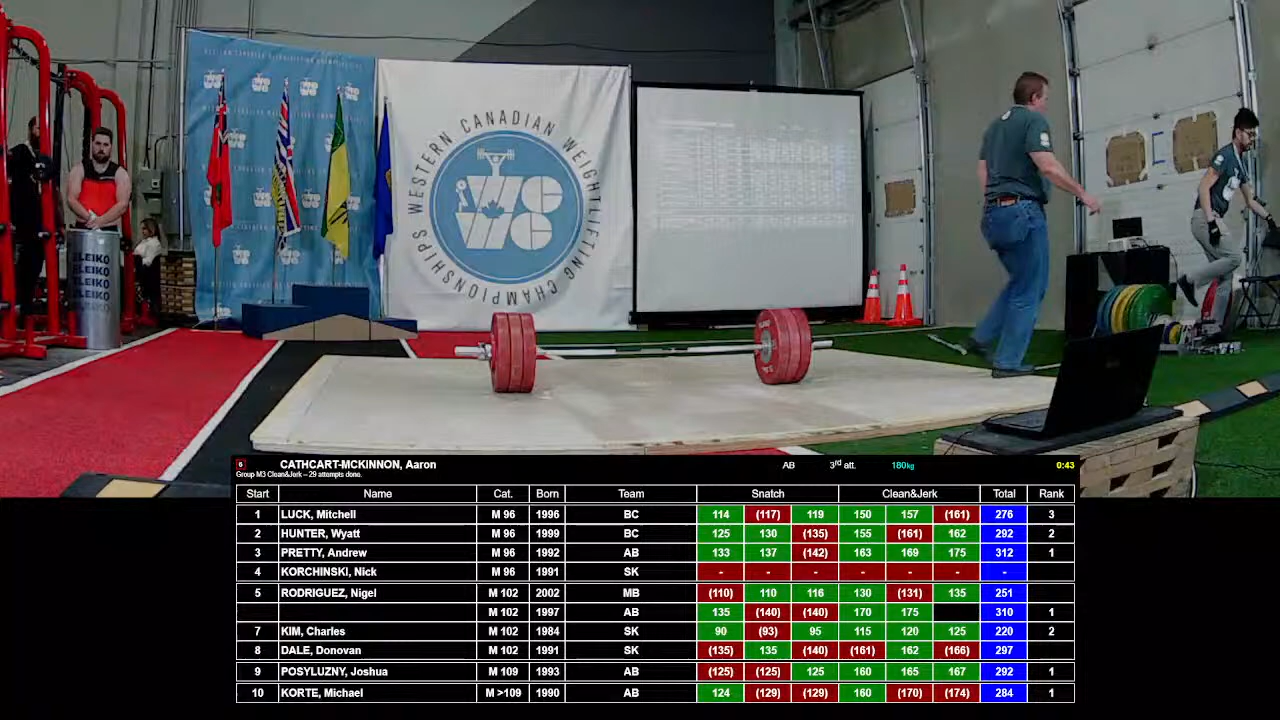 WESTERN CANADIAN WEIGHTLIFTING CHAMPIONSHIPS
WC
WC
ELEIKO
ELEIKO
ELEIKO
ELEIKO
6 CATHCART-MCKINNON, Aaron AB 3rd att. 180kg 0:43
Group M3 Clean&Jerk – 29 attempts done.
Start Name Cat. Born Team Snatch Clean&Jerk Total Rank
1 LUCK, Mitchell M 96 1996 BC 114 (117) 119 150 157 (161) 276 3
2 HUNTER, Wyatt M 96 1999 BC 125 130 (135) 155 (161) 162 292 2
3 PRETTY, Andrew M 96 1992 AB 133 137 (142) 163 169 175 312 1
4 KORCHINSKI, Nick M 96 1991 SK - - - - - - -
5 RODRIGUEZ, Nigel M 102 2002 MB (110) 110 116 130 (131) 135 251
M 102 1997 AB 135 (140) (140) 170 175 310 1
7 KIM, Charles M 102 1984 SK 90 (93) 95 115 120 125 220 2
8 DALE, Donovan M 102 1991 SK (135) 135 (140) (161) 162 (166) 297
9 POSYLUZNY, Joshua M 109 1993 AB (125) (125) 125 160 165 167 292 1
10 KORTE, Michael M >109 1990 AB 124 (129) (129) 160 (170) (174) 284 1